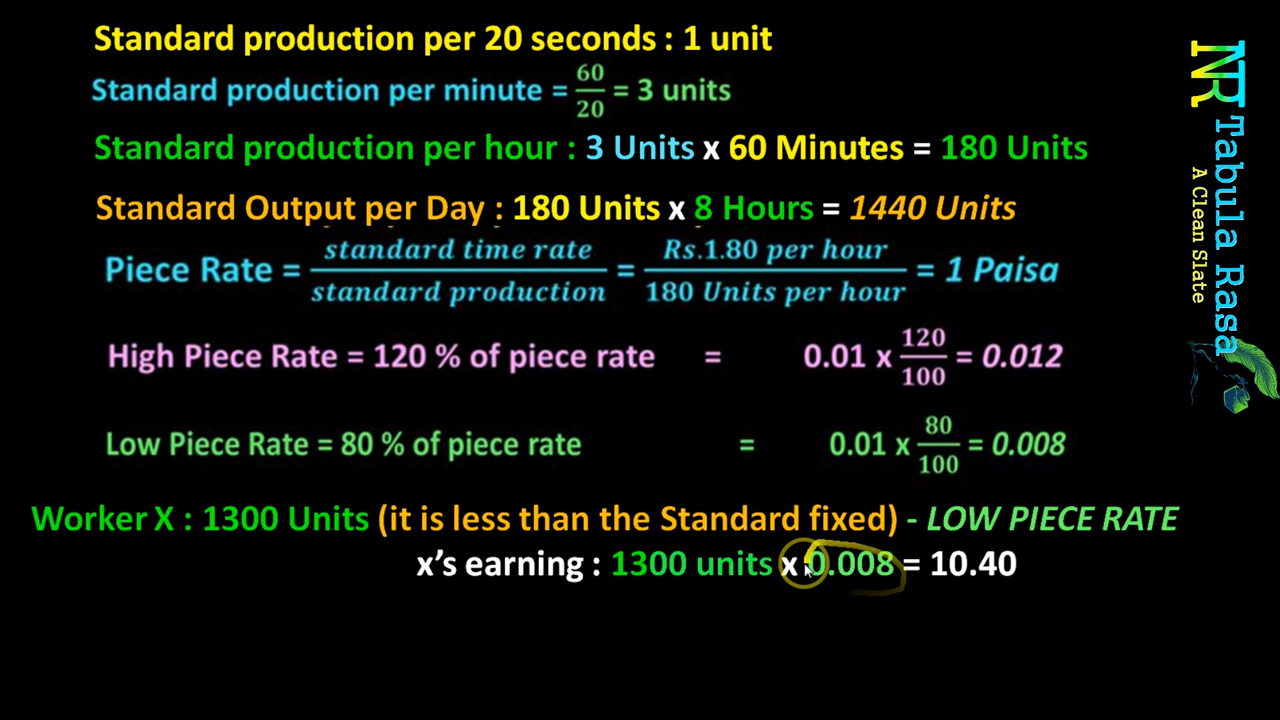 Standard production per 20 seconds : 1 unit
Standard production per minute = 60/20 = 3 units
Standard production per hour : 3 Units x 60 Minutes = 180 Units
Standard Output per Day : 180 Units x 8 Hours = 1440 Units
Piece Rate = standard time rate/standard production = Rs.1.80 per hour/180 Units per hour = 1 Paisa
High Piece Rate = 120 % of piece rate = 0.01 x 120/100 = 0.012
Low Piece Rate = 80 % of piece rate = 0.01 x 80/100 = 0.008
Worker X : 1300 Units (it is less than the Standard fixed) - LOW PIECE RATE
x's earning : 1300 units x 0.008 = 10.40
NR
Tabula Rasa
A Clean Slate